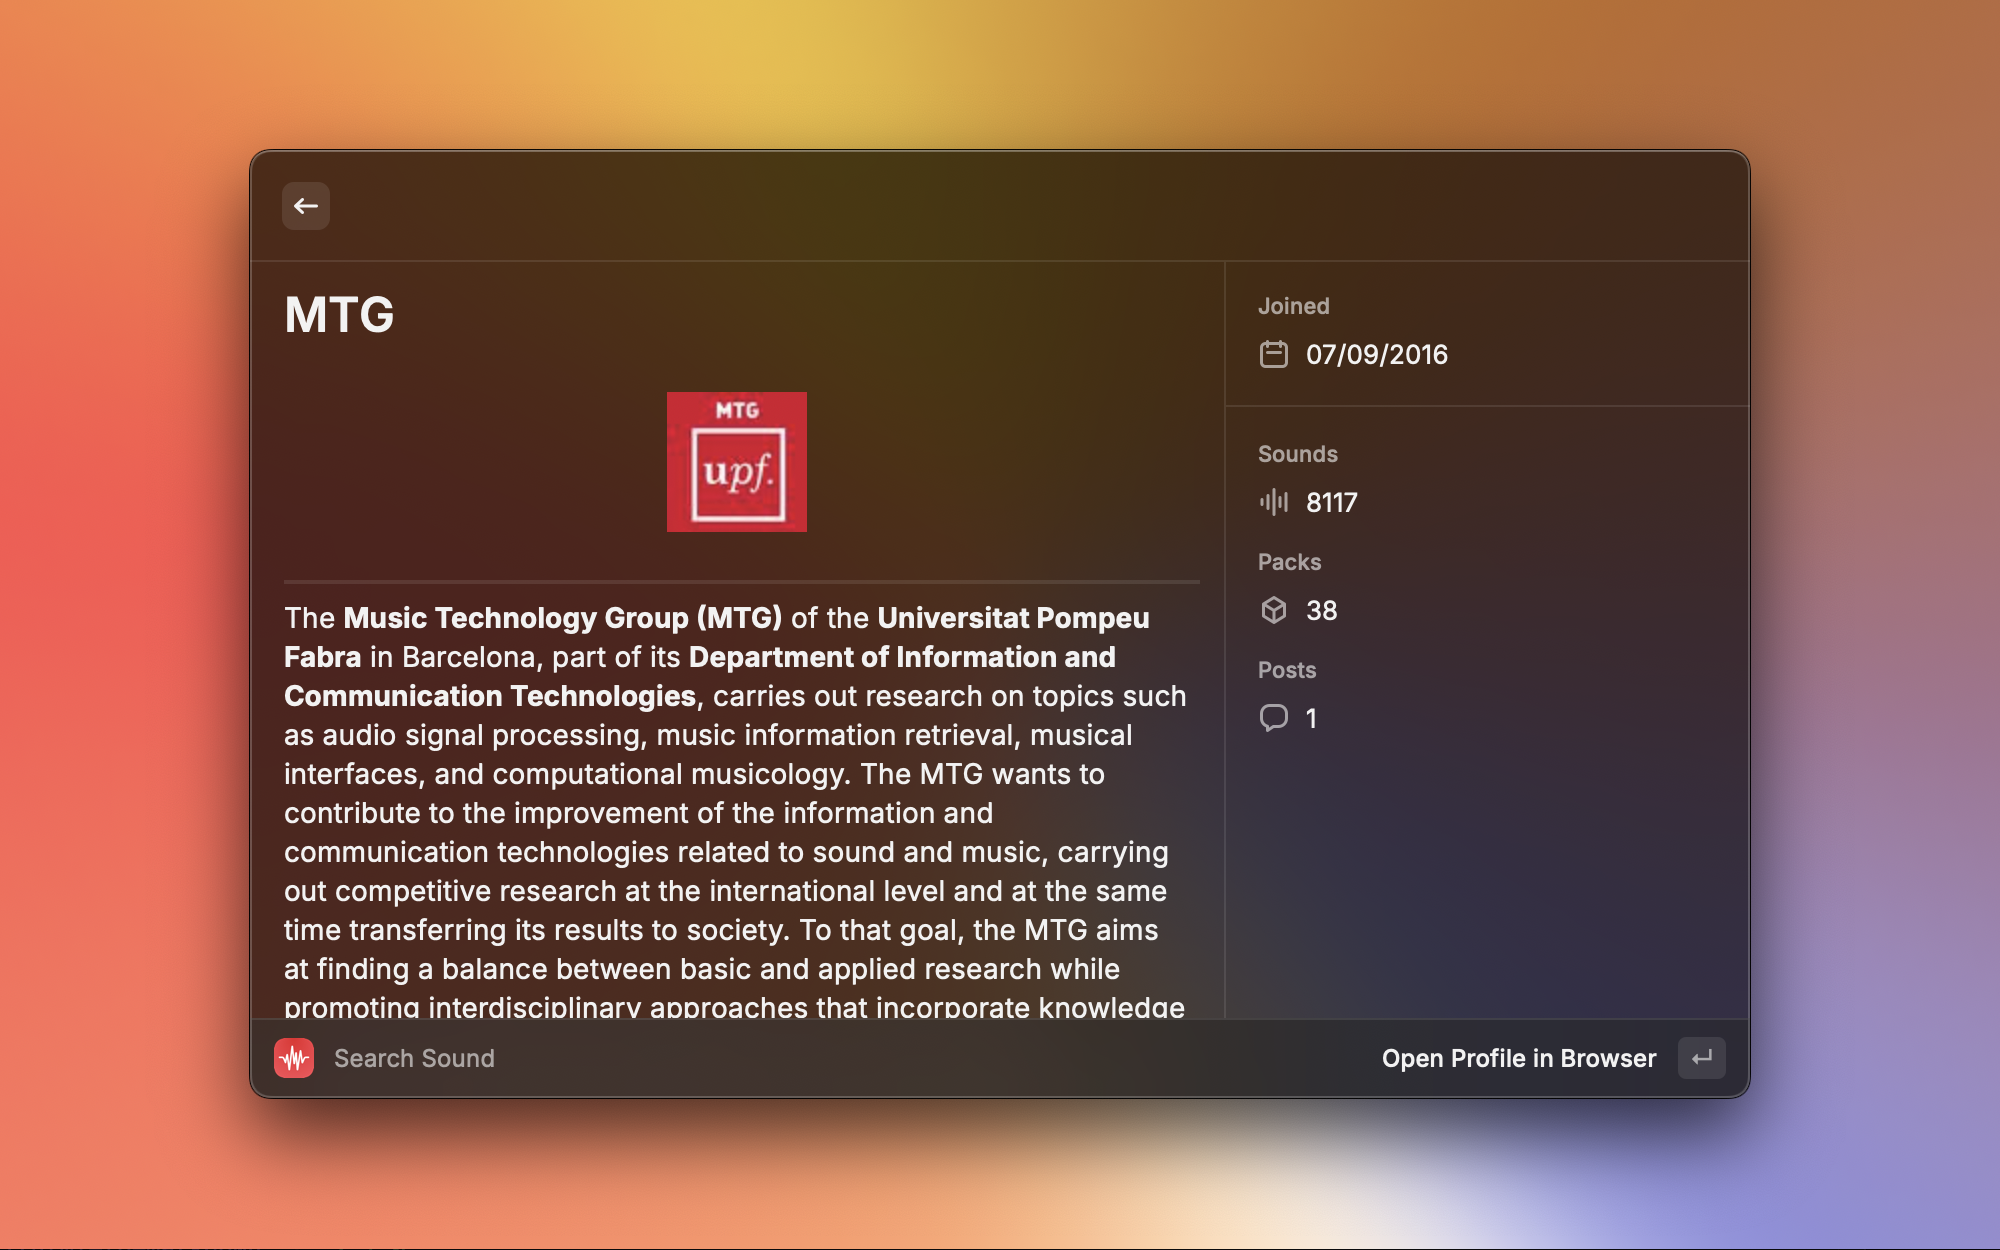 MTG
MTG
upf.
The Music Technology Group (MTG) of the Universitat Pompeu
Fabra in Barcelona, part of its Department of Information and
Communication Technologies, carries out research on topics such
as audio signal processing, music information retrieval, musical
interfaces, and computational musicology. The MTG wants to
contribute to the improvement of the information and
communication technologies related to sound and music, carrying
out competitive research at the international level and at the same
time transferring its results to society. To that goal, the MTG aims
at finding a balance between basic and applied research while
promoting interdisciplinary approaches that incorporate knowledge
Joined
07/09/2016
Sounds
8117
Packs
38
Posts
1
Search Sound
Open Profile in Browser